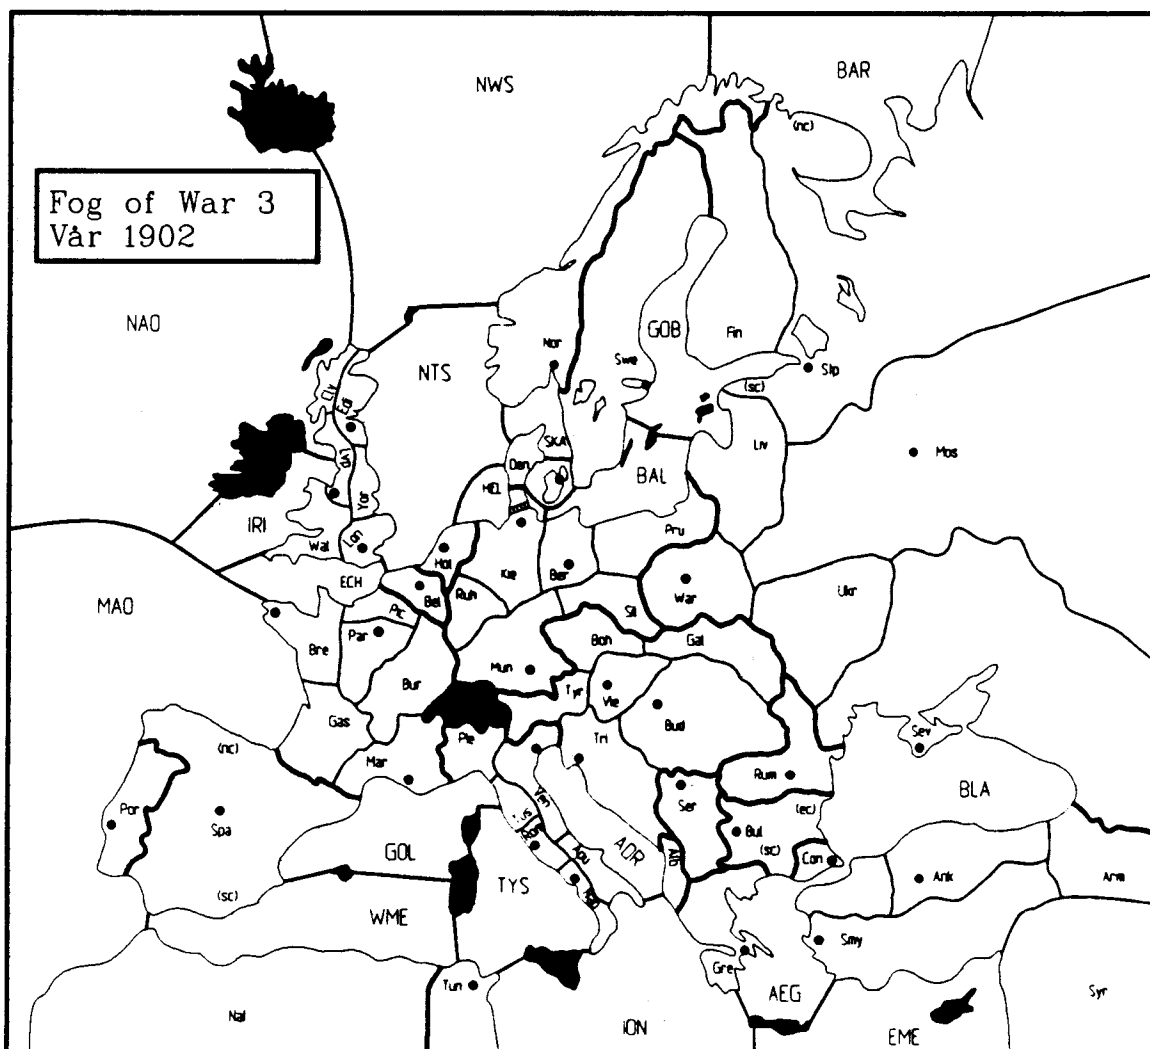 NWS
BAR
(nc)
Fog of War 3
Vår 1902
NAO
NTS
Nor
GOB
Fin
Swe
Stp
(sc)
Cly
Edi
Lvp
Yor
SKA
Den
HEL
BAL
Liv
Mos
IRI
Wal
Lon
Hol
Kie
Ber
Pru
ECH
Bel
Ruh
War
Ukr
MAO
Pic
Par
Sil
Bre
Boh
Gal
Bur
Mun
Tyr
Vie
Gas
Bud
(nc)
Mar
Pie
Tri
Sev
Rum
Por
Spa
Ven
Ser
(ec)
BLA
Tus
Bul
GOL
Rom
ADR
Alb
(sc)
Con
Apu
Ank
Arm
(sc)
TYS
WME
Smy
Gre
Tun
AEG
Syr
Naf
ION
EME